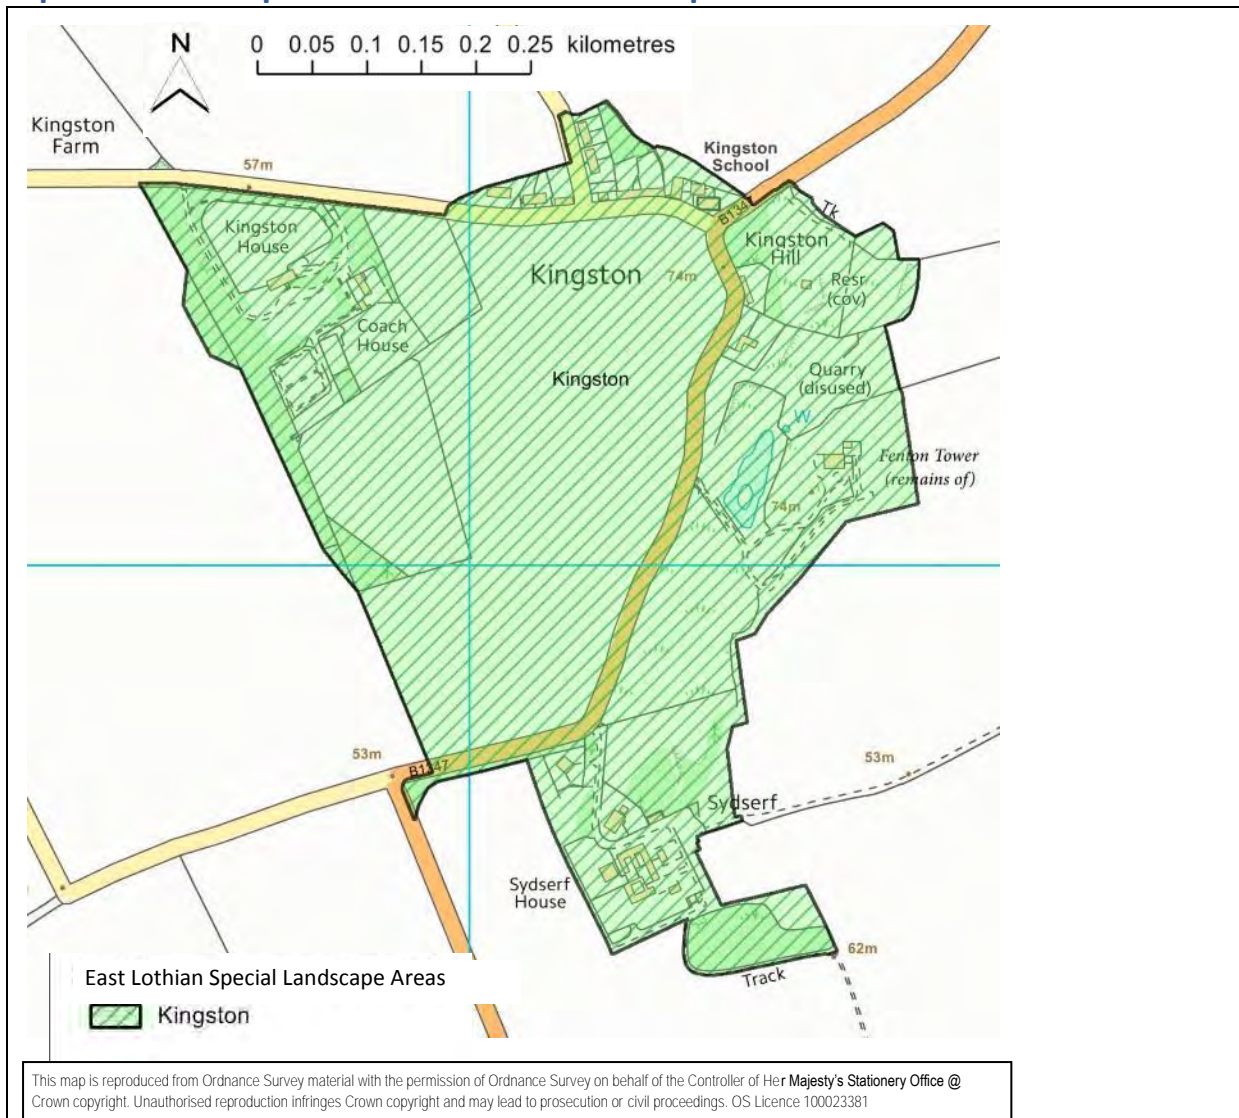 N
0 0.05 0.1 0.15 0.2 0.25 kilometres
Kingston
Farm
57m
Kingston
School
B134
Tk
Kingston
House
Kingston
Hill
Kingston
74m
Resr
(cov)
Coach
House
Kingston
Quarry
(disused)
W
Fenton Tower
(remains of)
74m
53m
B1347
53m
Sydserf
Sydserf
House
62m
Track
East Lothian Special Landscape Areas
Kingston
This map is reproduced from Ordnance Survey material with the permission of Ordnance Survey on behalf of the Controller of Her Majesty's Stationery Office @
Crown copyright. Unauthorised reproduction infringes Crown copyright and may lead to prosecution or civil proceedings. OS Licence 100023381